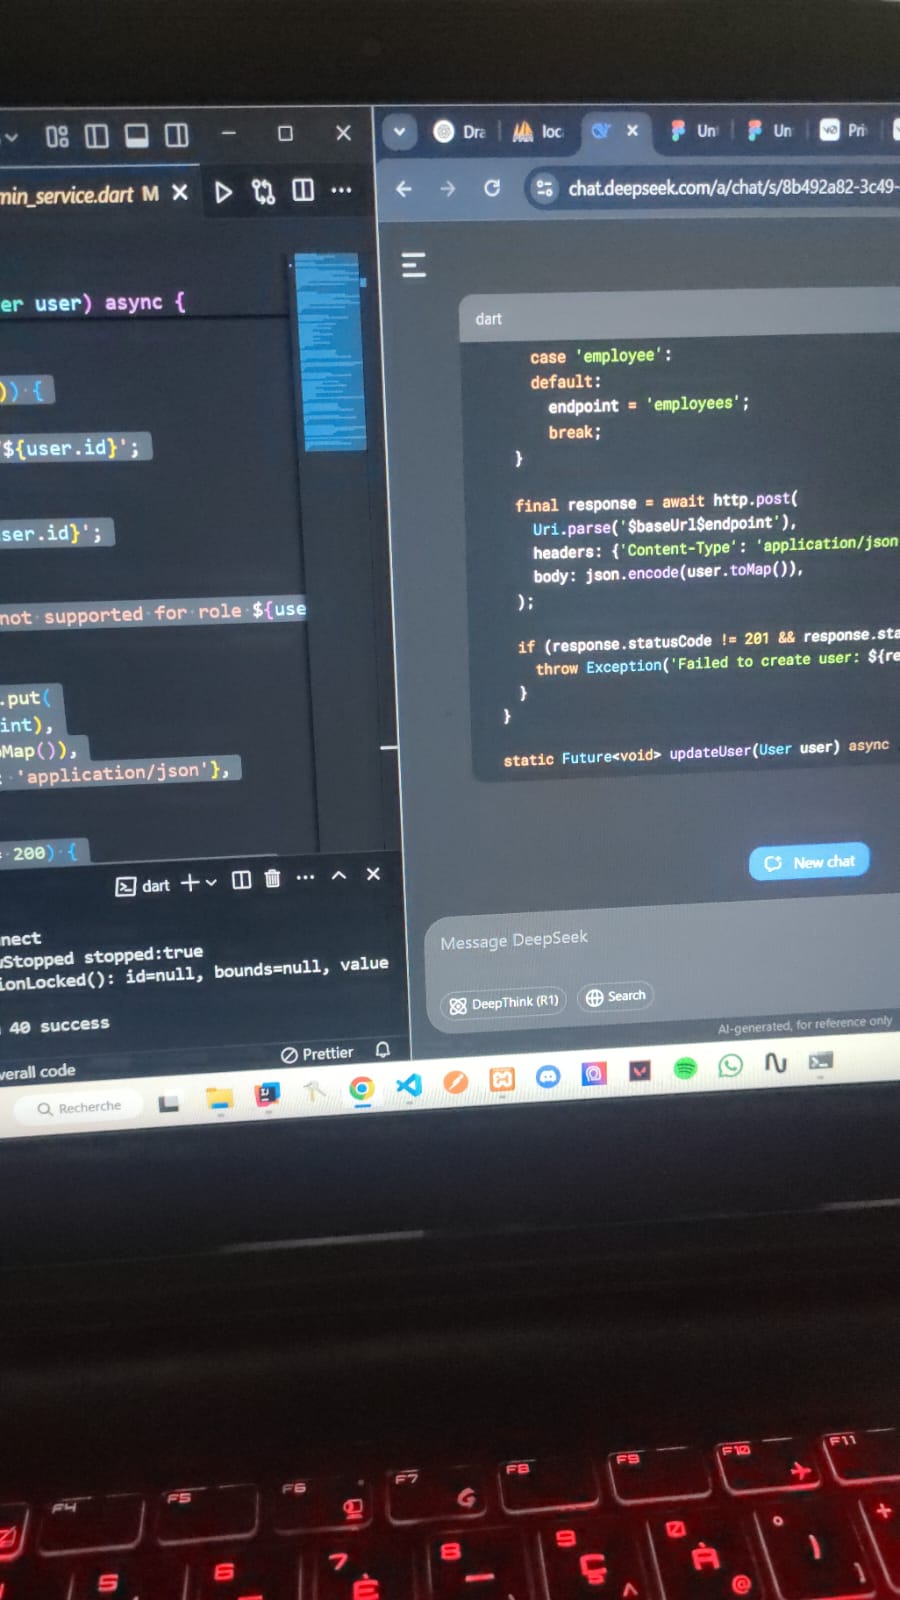 min_service.dart M
er user) async {
)) {
${user.id}';
ser.id}';
not supported for role ${use
.put(
int),
Map()),
: 'application/json'},
= 200) {
dart
nect
Stopped stopped:true
ionLocked(): id=null, bounds=null, value
40 success
Prettier
verall code
Dra
loc
Un
Un
Pri
chat.deepseek.com/a/chat/s/8b492a82-3c49-
dart
case 'employee':
default:
endpoint = 'employees';
break;
}
final response = await http.post(
Uri.parse('$baseUrl$endpoint'),
headers: {'Content-Type': 'application/json
body: json.encode(user.toMap()),
);
if (response.statusCode != 201 && response.sta
throw Exception('Failed to create user: ${re
}
}
static Future<void> updateUser(User user) async
New chat
Message DeepSeek
DeepThink (R1)
Search
AI-generated, for reference only
Recherche
F4
F5
F6
F7
F8
F9
F10
F11
5
6
7
È
8
_
9
Ç
^
0
À
@
°
)
]
+